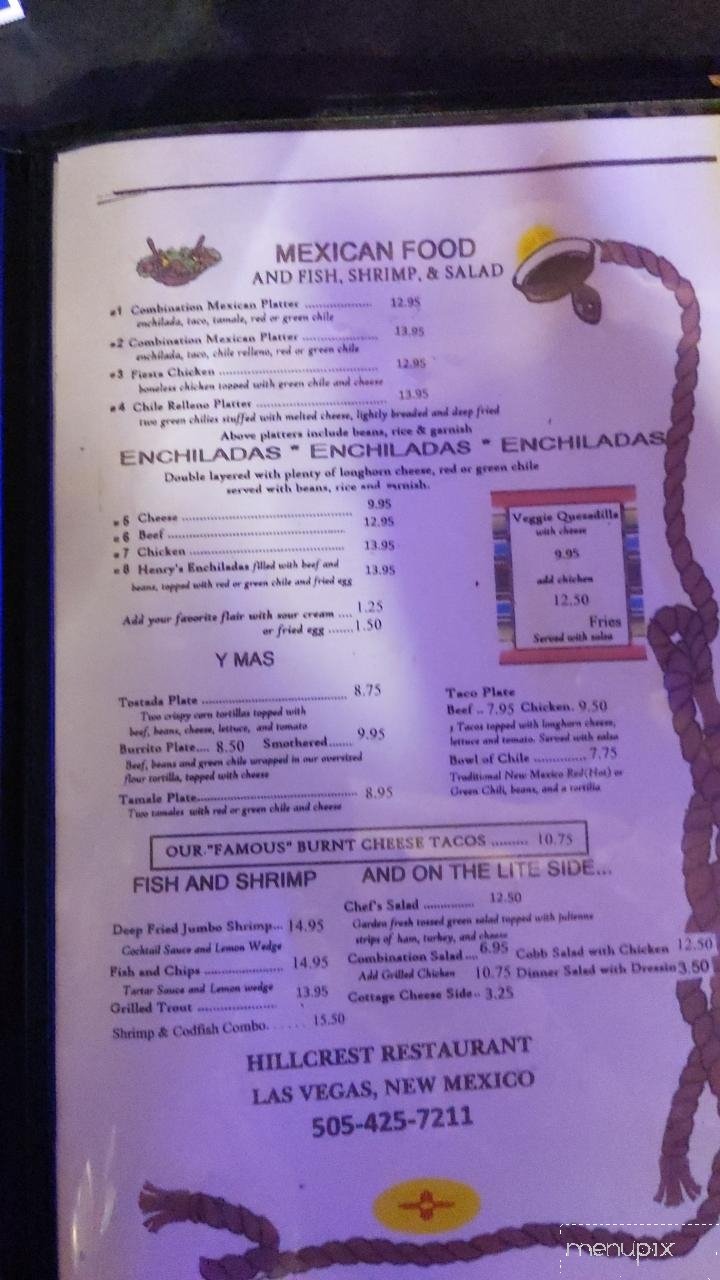 MEXICAN FOOD
AND FISH, SHRIMP, & SALAD
#1 Combination Mexican Platter .................. 12.95
enchilada, taco, tamale, red or green chile
#2 Combination Mexican Platter .................... 13.95
enchilada, taco, chile relleno, red or green chile
#3 Fiesta Chicken .......................................... 12.95
boneless chicken topped with green chile and cheese
#4 Chile Relleno Platter .................................. 13.95
two green chilies stuffed with melted cheese, lightly breaded and deep fried
Above platters include beans, rice & garnish
ENCHILADAS * ENCHILADAS * ENCHILADAS
Double layered with plenty of longhorn cheese, red or green chile
served with beans, rice and garnish.
#5 Cheese ............................................ 9.95
#6 Beef ................................................ 12.95
#7 Chicken .......................................... 13.95
#8 Henry's Enchiladas filled with beef and 13.95
beans, topped with red or green chile and fried egg
Add your favorite flair with sour cream .... 1.25
or fried egg .......1.50
Veggie Quesadilla
with cheese
9.95
add chicken
12.50
Fries
Served with salsa
Y MAS
Tostada Plate ........................................ 8.75
Two crispy corn tortillas topped with
beef, beans, cheese, lettuce, and tomato
Burrito Plate.... 8.50 Smothered....... 9.95
Beef, beans and green chile wrapped in our oversized
flour tortilla, topped with cheese
Tamale Plate............................................ 8.95
Two tamales with red or green chile and cheese
Taco Plate
Beef .. 7.95 Chicken. 9.50
3 Tacos topped with longhorn cheese,
lettuce and tomato. Served with salsa
Bowl of Chile .............. 7.75
Traditional New Mexico Red(Hot) or
Green Chili, beans, and a tortilla
OUR "FAMOUS" BURNT CHEESE TACOS ......... 10.75
FISH AND SHRIMP
Deep Fried Jumbo Shrimp... 14.95
Cocktail Sauce and Lemon Wedge
Fish and Chips ...................... 14.95
Tartar Sauce and Lemon wedge
Grilled Trout ...................... 13.95
Shrimp & Codfish Combo. . . . . . 15.50
AND ON THE LITE SIDE...
Chef's Salad .............. 12.50
Garden fresh tossed green salad topped with julienne
strips of ham, turkey, and cheese
Combination Salad.... 6.95 Cobb Salad with Chicken 12.50
Add Grilled Chicken 10.75 Dinner Salad with Dressin 3.50
Cottage Cheese Side.. 3.25
HILLCREST RESTAURANT
LAS VEGAS, NEW MEXICO
505-425-7211
menupix